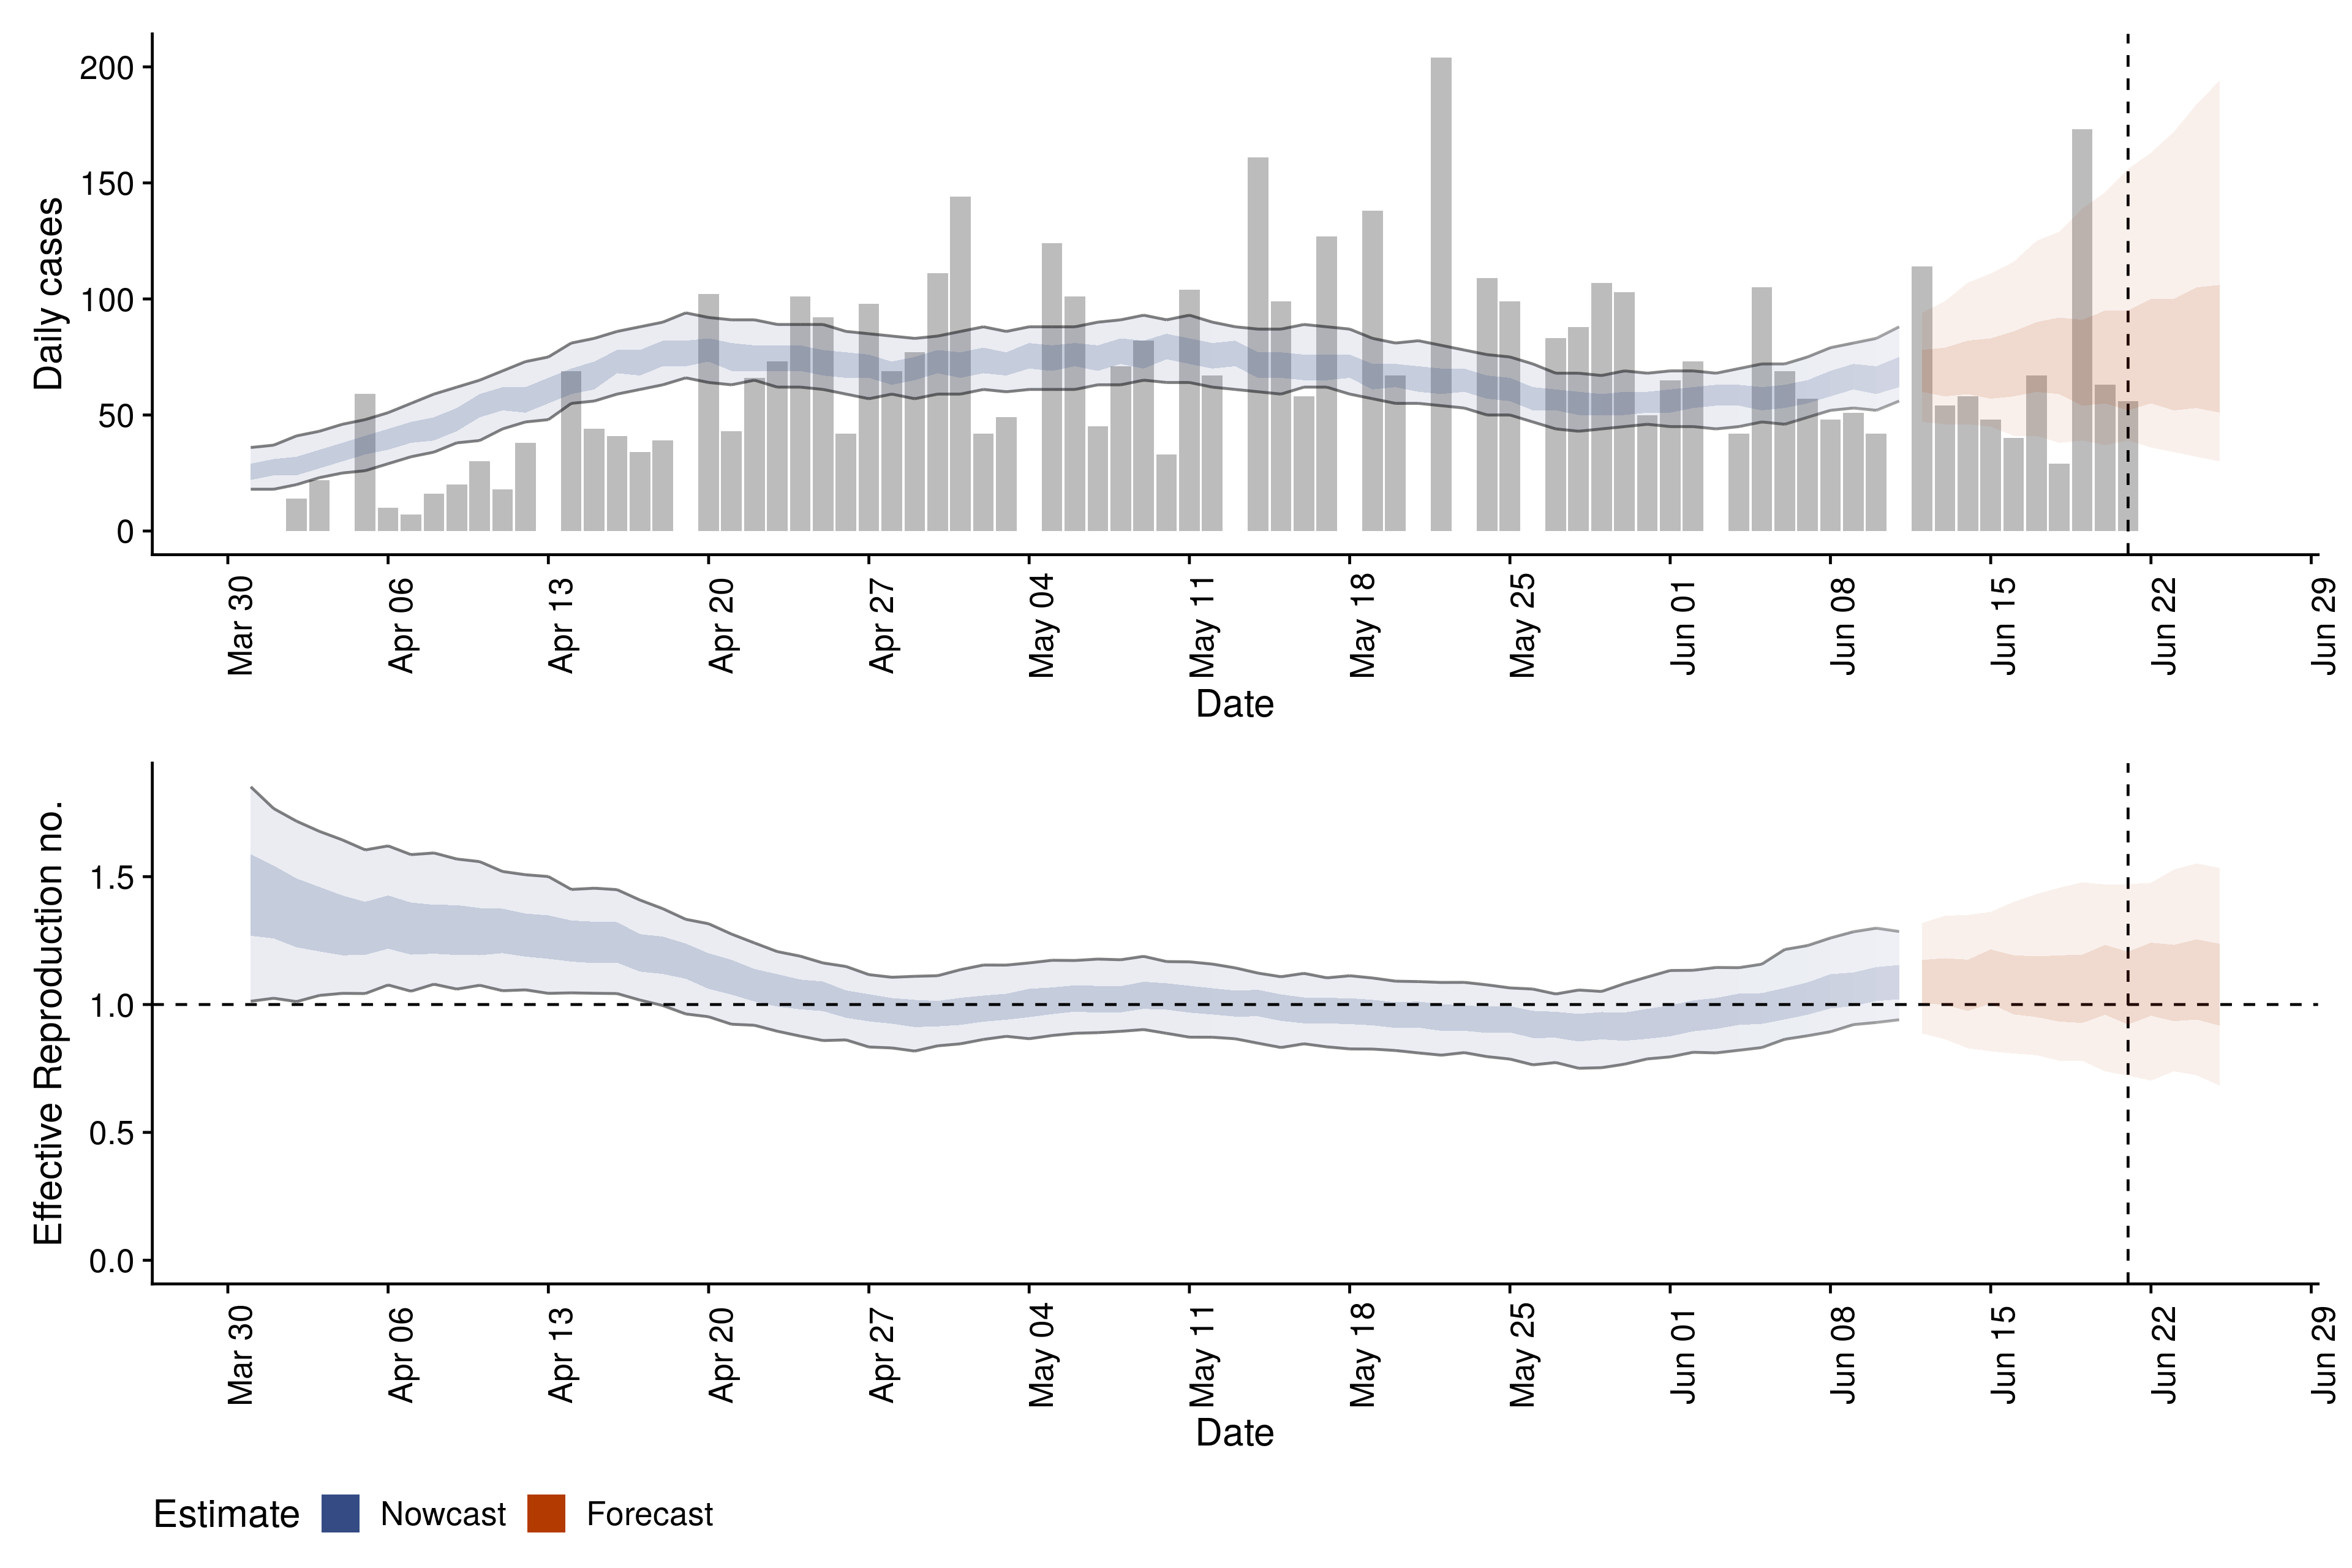 Daily cases
200
150
100
50
0
Mar 30
Apr 06
Apr 13
Apr 20
Apr 27
May 04
May 11
May 18
May 25
Jun 01
Jun 08
Jun 15
Jun 22
Jun 29
Date
Effective Reproduction no.
1.5
1.0
0.5
0.0
Mar 30
Apr 06
Apr 13
Apr 20
Apr 27
May 04
May 11
May 18
May 25
Jun 01
Jun 08
Jun 15
Jun 22
Jun 29
Date
Estimate Nowcast Forecast